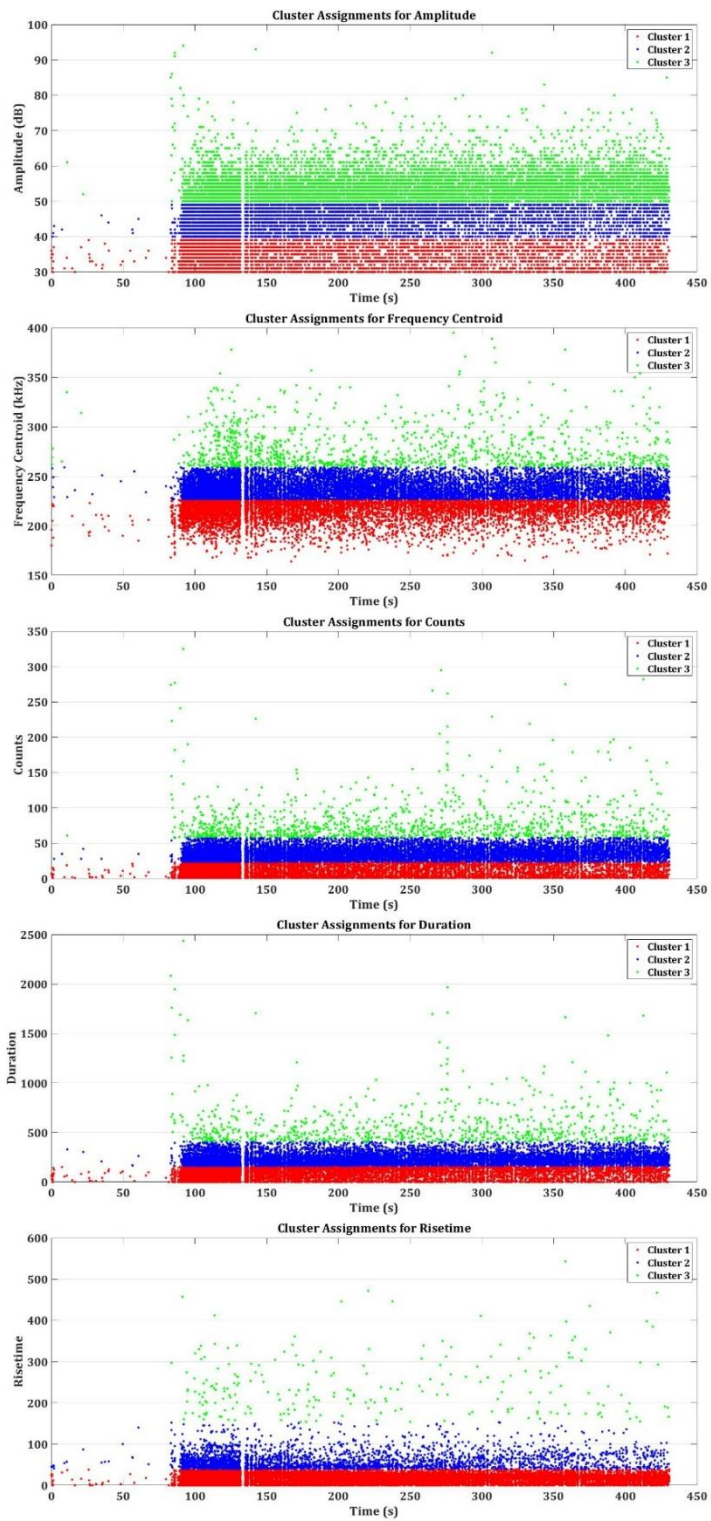 Cluster Assignments for Amplitude
100
90
80
70
60
50
40
30
Amplitude (dB)
Cluster 1
Cluster 2
Cluster 3
0 50 100 150 200 250 300 350 400 450
Time (s)
Cluster Assignments for Frequency Centroid
400
350
300
250
200
150
Frequency Centroid (kHz)
Cluster 1
Cluster 2
Cluster 3
0 50 100 150 200 250 300 350 400 450
Time (s)
Cluster Assignments for Counts
350
300
250
200
150
100
50
0
Counts
Cluster 1
Cluster 2
Cluster 3
0 50 100 150 200 250 300 350 400 450
Time (s)
Cluster Assignments for Duration
2500
2000
1500
1000
500
0
Duration
Cluster 1
Cluster 2
Cluster 3
0 50 100 150 200 250 300 350 400 450
Time (s)
Cluster Assignments for Risetime
600
500
400
300
200
100
0
Risetime
Cluster 1
Cluster 2
Cluster 3
0 50 100 150 200 250 300 350 400 450
Time (s)